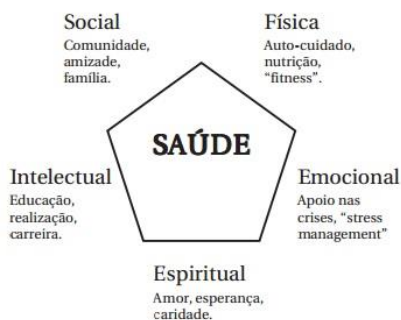 Social
Comunidade,
amizade,
família.
Física
Auto-cuidado,
nutrição,
“fitness”.
SAÚDE
Intelectual
Educação,
realização,
carreira.
Emocional
Apoio nas
crises, “stress
management”
Espiritual
Amor, esperança,
caridade.